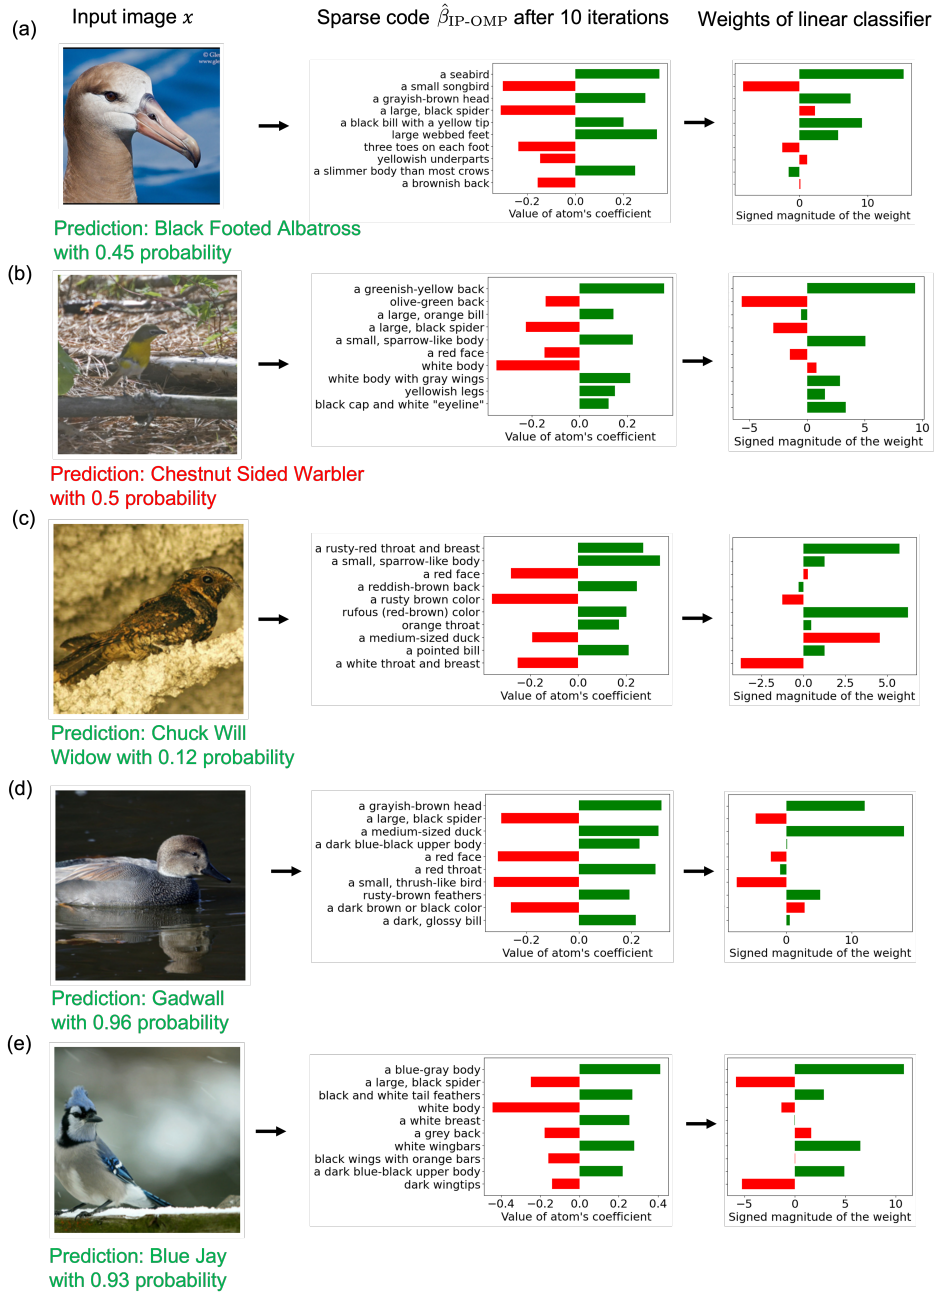 Input image x
Sparse code β̂IP-OMP after 10 iterations
Weights of linear classifier
(a)
a seabird
a small songbird
a grayish-brown head
a large, black spider
a black bill with a yellow tip
large webbed feet
three toes on each foot
yellowish underparts
a slimmer body than most crows
a brownish back
−0.2 0.0 0.2
Value of atom's coefficient
0 10
Signed magnitude of the weight
Prediction: Black Footed Albatross
with 0.45 probability
(b)
a greenish-yellow back
olive-green back
a large, orange bill
a large, black spider
a small, sparrow-like body
a red face
white body
white body with gray wings
yellowish legs
black cap and white "eyeline"
−0.2 0.0 0.2
Value of atom's coefficient
−5 0 5 10
Signed magnitude of the weight
Prediction: Chestnut Sided Warbler
with 0.5 probability
(c)
a rusty-red throat and breast
a small, sparrow-like body
a red face
a reddish-brown back
a rusty brown color
rufous (red-brown) color
orange throat
a medium-sized duck
a pointed bill
a white throat and breast
−0.2 0.0 0.2
Value of atom's coefficient
−2.5 0.0 2.5 5.0
Signed magnitude of the weight
Prediction: Chuck Will
Widow with 0.12 probability
(d)
a grayish-brown head
a large, black spider
a medium-sized duck
a dark blue-black upper body
a red face
a red throat
a small, thrush-like bird
rusty-brown feathers
a dark brown or black color
a dark, glossy bill
−0.2 0.0 0.2
Value of atom's coefficient
0 10
Signed magnitude of the weight
Prediction: Gadwall
with 0.96 probability
(e)
a blue-gray body
a large, black spider
black and white tail feathers
white body
a white breast
a grey back
white wingbars
black wings with orange bars
a dark blue-black upper body
dark wingtips
−0.4 −0.2 0.0 0.2 0.4
Value of atom's coefficient
−5 0 5 10
Signed magnitude of the weight
Prediction: Blue Jay
with 0.93 probability